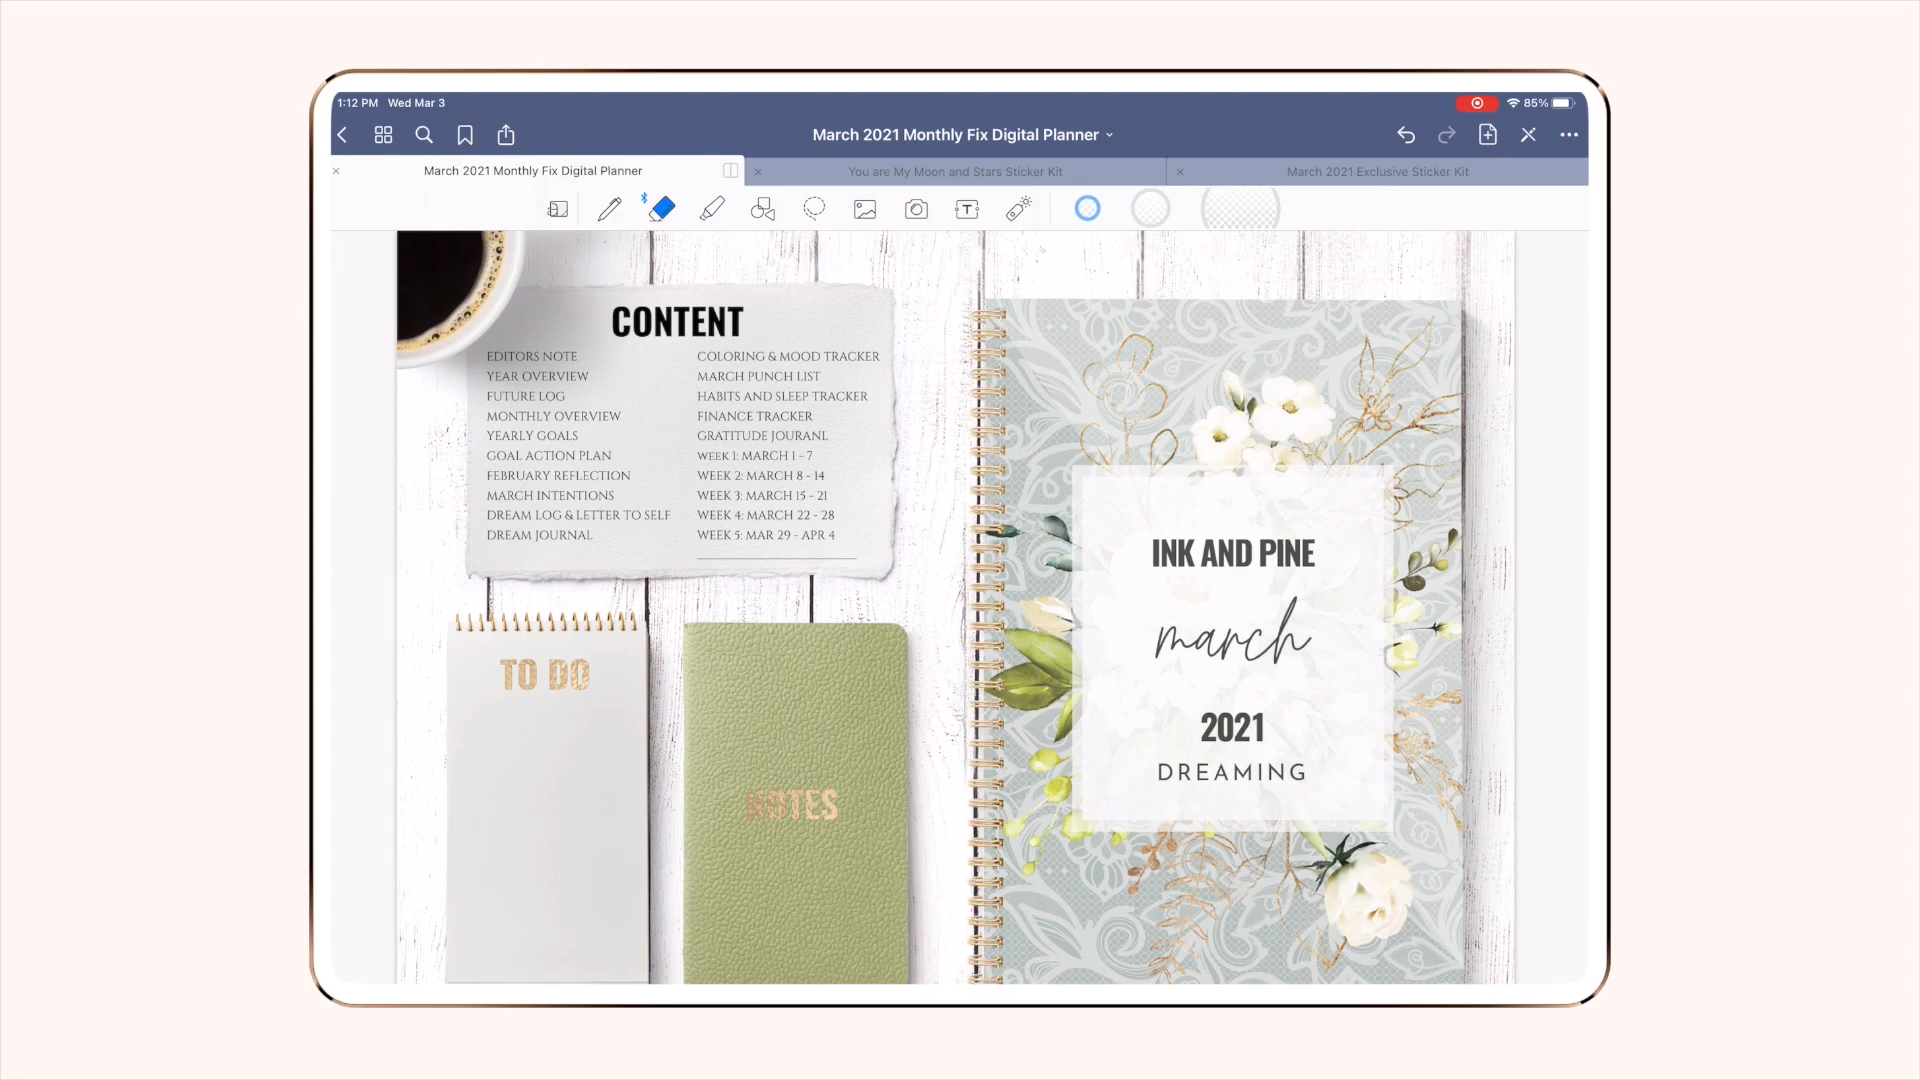 1:12 PM Wed Mar 3
85%
March 2021 Monthly Fix Digital Planner
March 2021 Monthly Fix Digital Planner
You are My Moon and Stars Sticker Kit
March 2021 Exclusive Sticker Kit
T
CONTENT
EDITORS NOTE
YEAR OVERVIEW
FUTURE LOG
MONTHLY OVERVIEW
YEARLY GOALS
GOAL ACTION PLAN
FEBRUARY REFLECTION
MARCH INTENTIONS
DREAM LOG & LETTER TO SELF
DREAM JOURNAL
COLORING & MOOD TRACKER
MARCH PUNCH LIST
HABITS AND SLEEP TRACKER
FINANCE TRACKER
GRATITUDE JOURANL
WEEK 1: MARCH 1 - 7
WEEK 2: MARCH 8 - 14
WEEK 3: MARCH 15 - 21
WEEK 4: MARCH 22 - 28
WEEK 5: MAR 29 - APR 4
TO DO
NOTES
INK AND PINE
march
2021
DREAMING